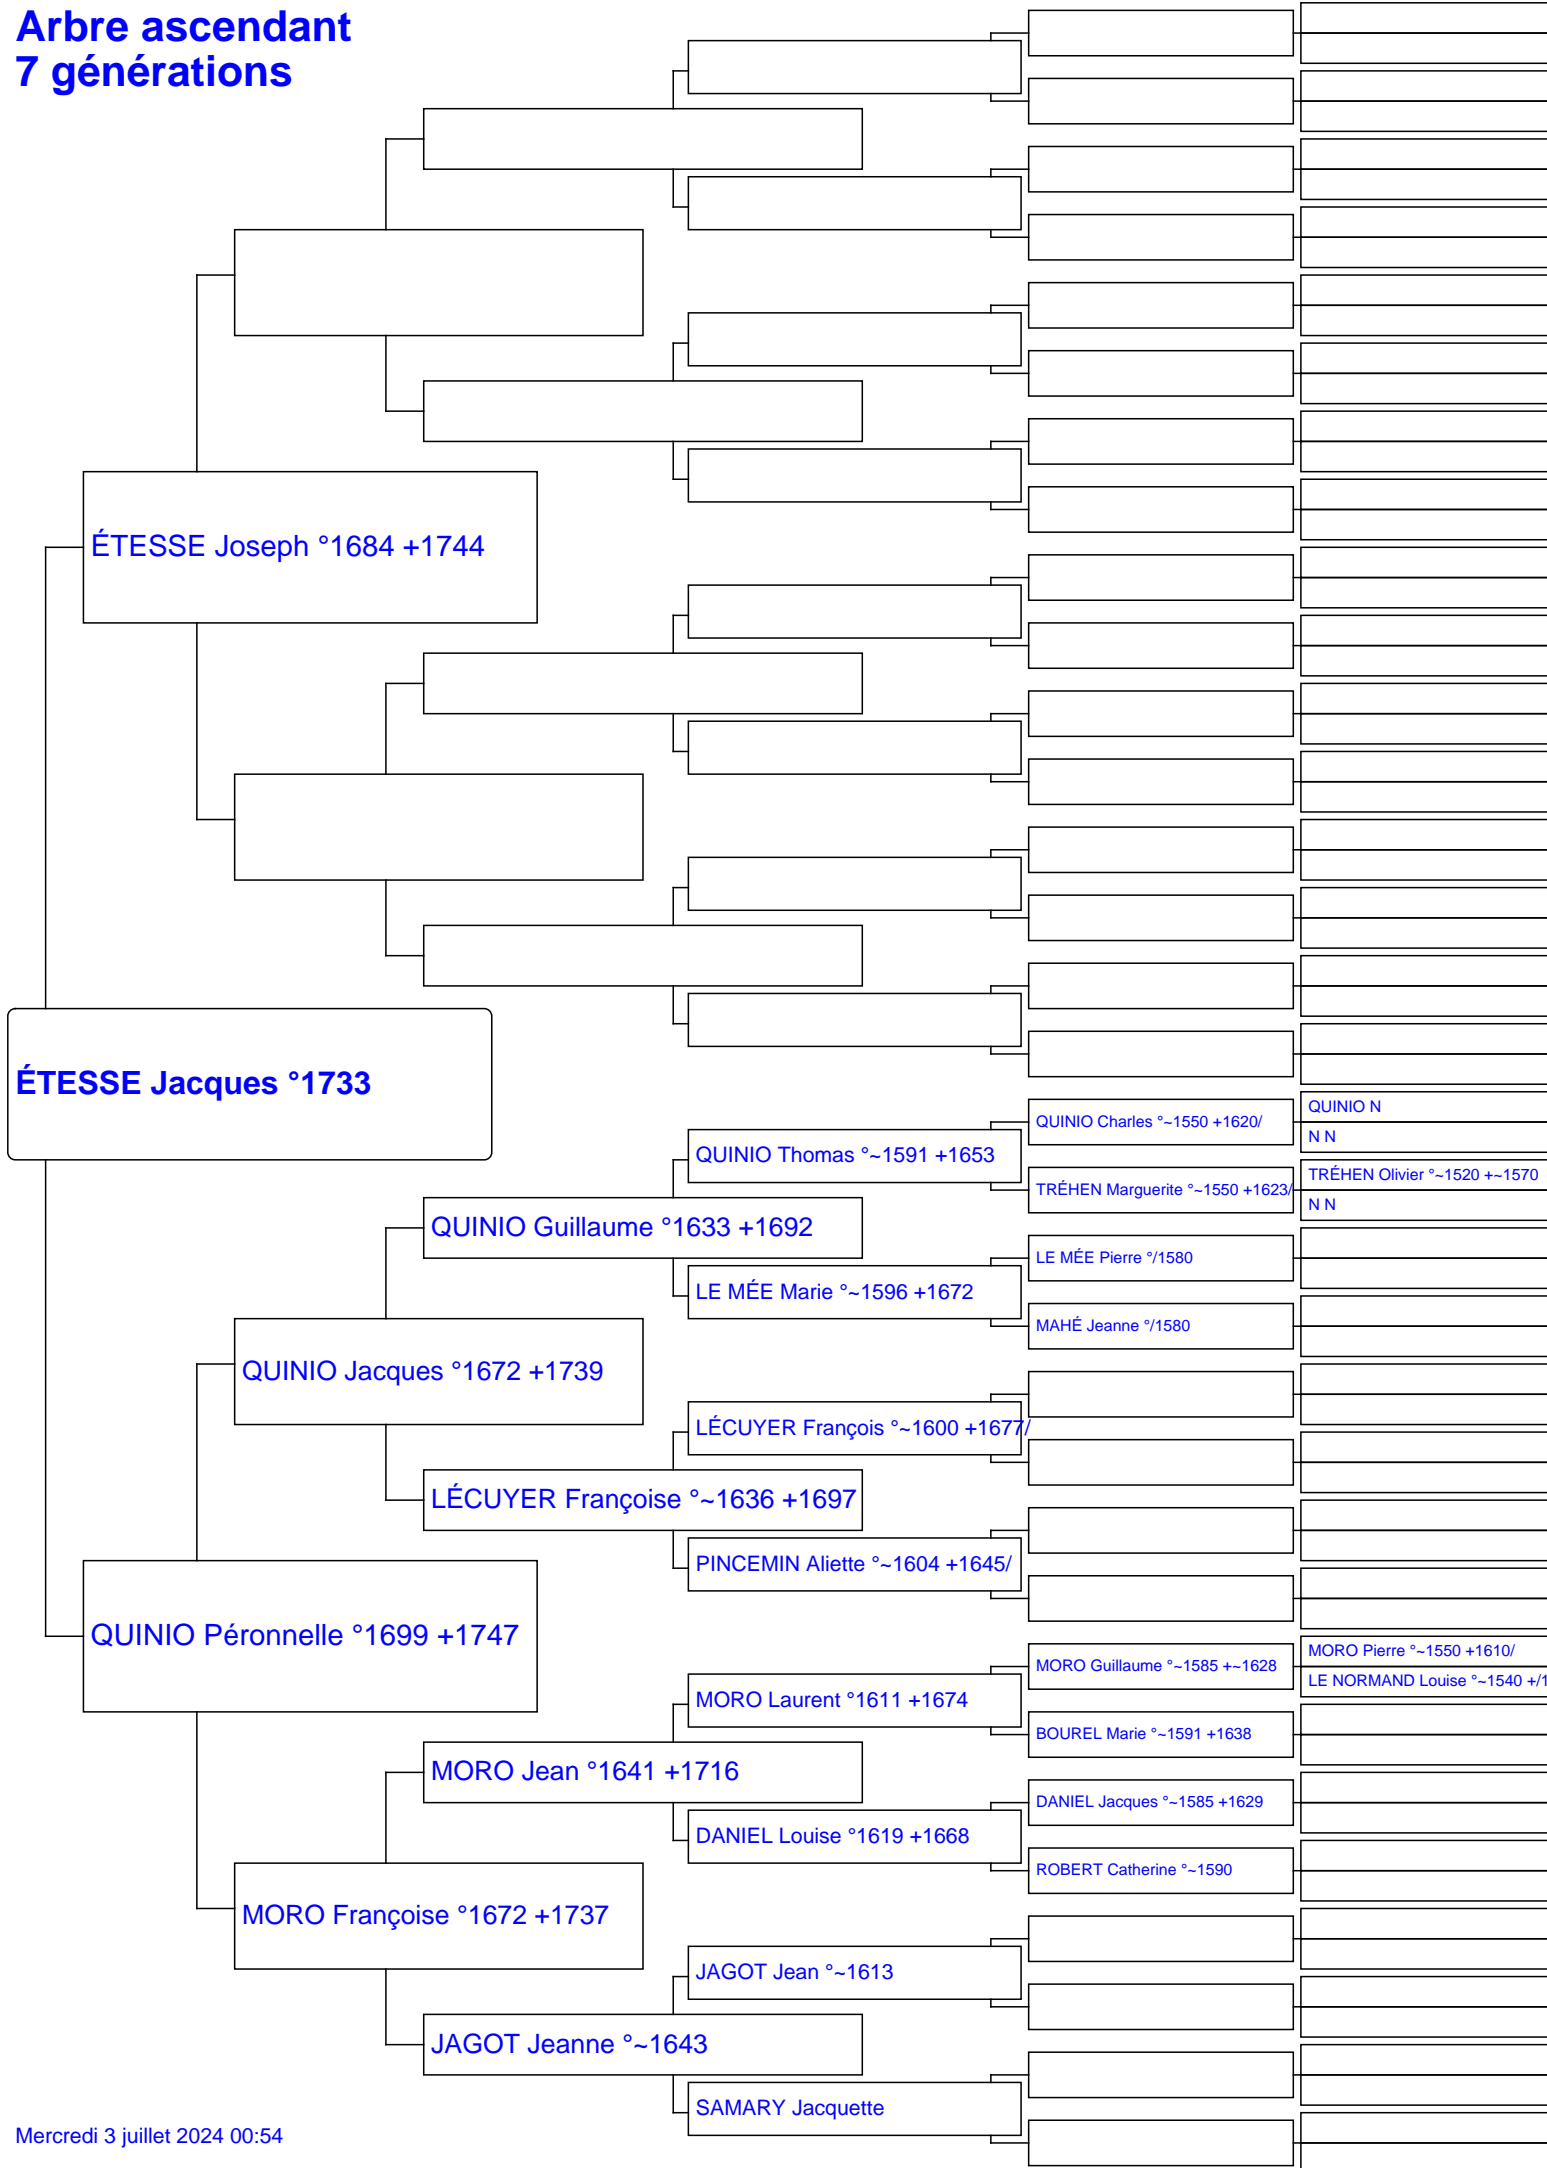 Arbre ascendant
7 générations
ÉTESSE Joseph °1684 +1744
ÉTESSE Jacques °1733
QUINIO N
QUINIO Charles °~1550 +1620/
N N
QUINIO Thomas °~1591 +1653
TRÉHEN Olivier °~1520 +~1570
TRÉHEN Marguerite °~1550 +1623/
N N
QUINIO Guillaume °1633 +1692
LE MÉE Pierre °/1580
LE MÉE Marie °~1596 +1672
MAHÉ Jeanne °/1580
QUINIO Jacques °1672 +1739
LÉCUYER François °~1600 +1677/
LÉCUYER Françoise °~1636 +1697
PINCEMIN Aliette °~1604 +1645/
QUINIO Péronnelle °1699 +1747
MORO Pierre °~1550 +1610/
MORO Guillaume °~1585 +~1628
LE NORMAND Louise °~1540 +/1
MORO Laurent °1611 +1674
BOUREL Marie °~1591 +1638
MORO Jean °1641 +1716
DANIEL Jacques °~1585 +1629
DANIEL Louise °1619 +1668
ROBERT Catherine °~1590
MORO Françoise °1672 +1737
JAGOT Jean °~1613
JAGOT Jeanne °~1643
SAMARY Jacquette
Mercredi 3 juillet 2024 00:54